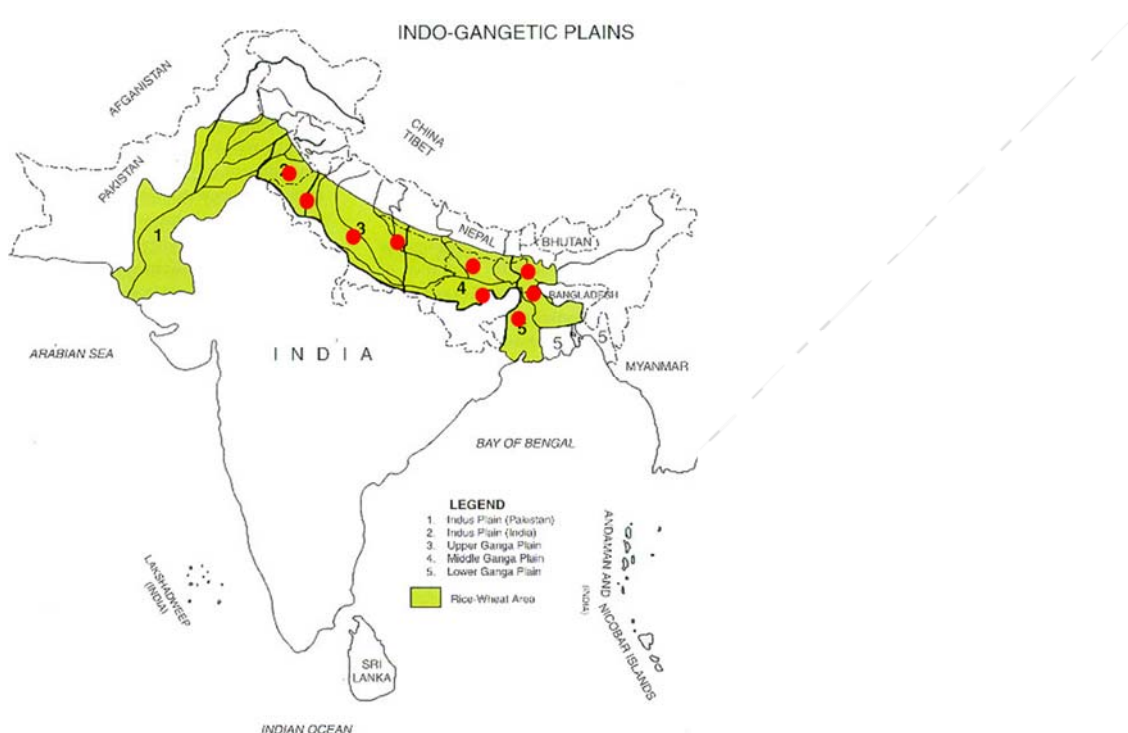 INDO-GANGETIC PLAINS
AFGANISTAN
CHINA
TIBET
PAKISTAN
2
1
3
NEPAL
BHUTAN
4
BANGLADESH
5
5
5
ARABIAN SEA
INDIA
MYANMAR
BAY OF BENGAL
LEGEND
1. Indus Plain (Pakistan)
2. Indus Plain (India)
3. Upper Ganga Plain
4. Middle Ganga Plain
5. Lower Ganga Plain
Rice-Wheat Area
LAKSHADWEEP
(INDIA)
ANDAMAN AND NICOBAR ISLANDS
(INDIA)
SRI
LANKA
INDIAN OCEAN